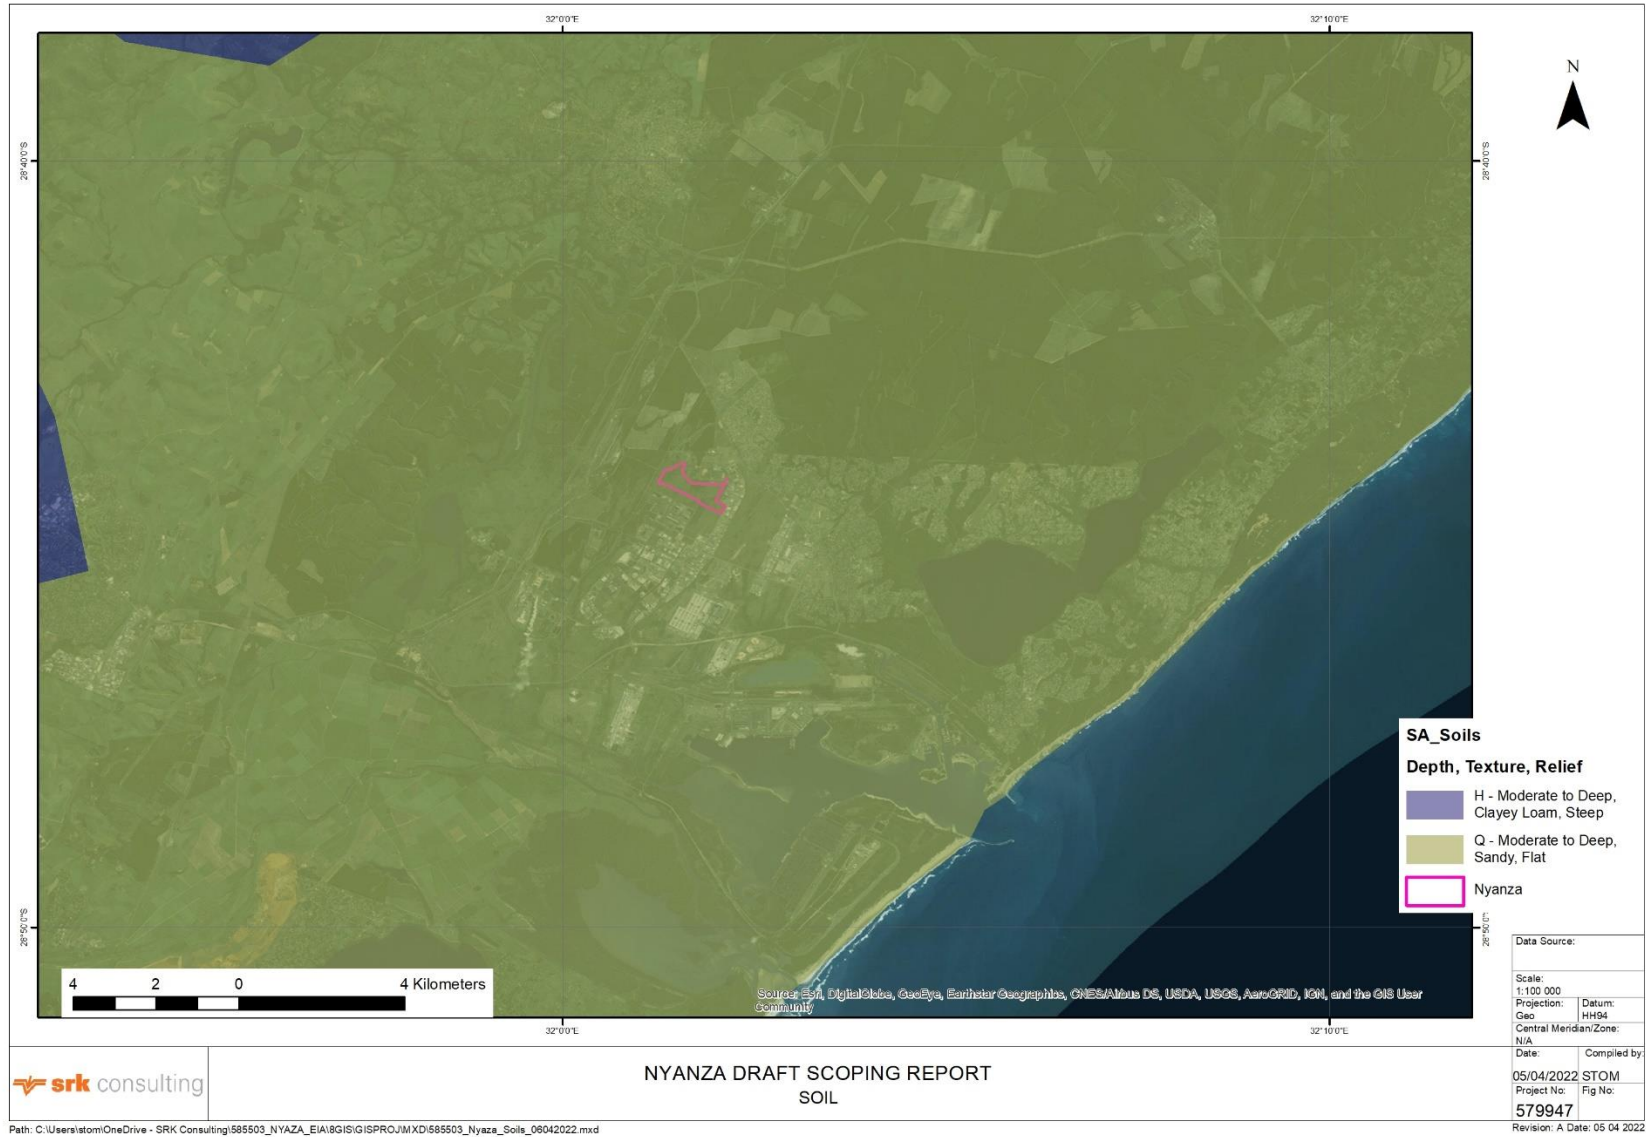 32°0'0"E
32°10'0"E
N
28°40'0"S
28°40'0"S
SA_Soils
Depth, Texture, Relief
H - Moderate to Deep,
Clayey Loam, Steep
Q - Moderate to Deep,
Sandy, Flat
Nyanza
28°50'0"S
Data Source:
4 2 0 4 Kilometers
Source: Esri, DigitalGlobe, GeoEye, Earthstar Geographics, CNES/Airbus DS, USDA, USGS, AeroGRID, IGN, and the GIS User
Community
Scale:
1:100 000
Projection: Datum:
Geo HH94
Central Meridian/Zone:
N/A
32°0'0"E
32°10'0"E
Date: Compiled by:
05/04/2022 STOM
Project No: Fig No:
579947
srk consulting
NYANZA DRAFT SCOPING REPORT
SOIL
Path: C:\Users\stom\OneDrive - SRK Consulting\585503_NYAZA_EIA\8GIS\GISPROJ\MXD\585503_Nyaza_Soils_06042022.mxd
Revision: A Date: 05 04 2022